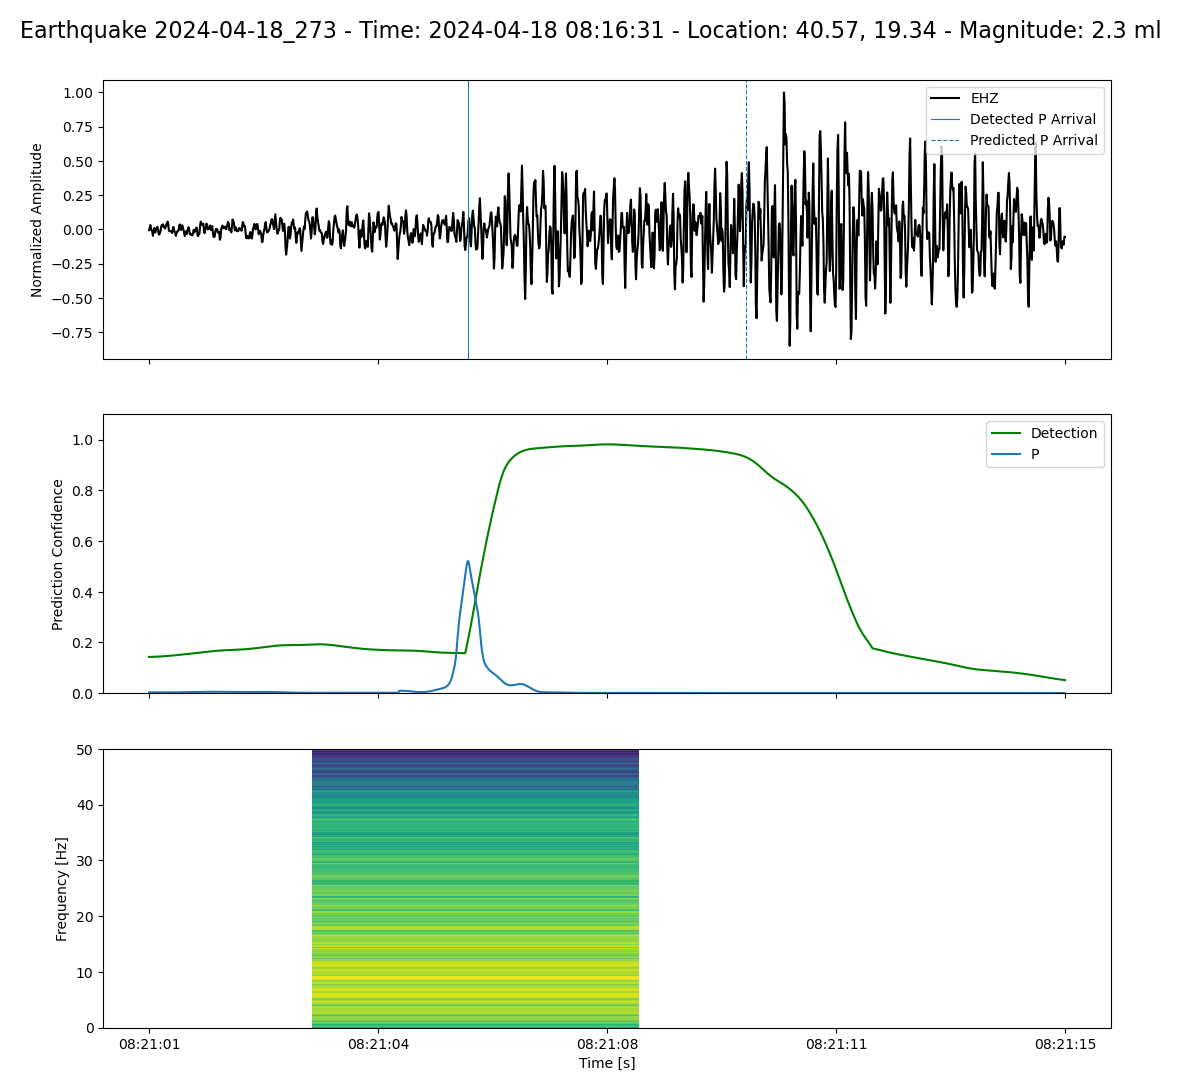 Earthquake 2024-04-18_273 - Time: 2024-04-18 08:16:31 - Location: 40.57, 19.34 - Magnitude: 2.3 ml
Normalized Amplitude
1.00
0.75
0.50
0.25
0.00
−0.25
−0.50
−0.75
EHZ
Detected P Arrival
Predicted P Arrival
Prediction Confidence
1.0
0.8
0.6
0.4
0.2
0.0
Detection
P
Frequency [Hz]
50
40
30
20
10
0
08:21:01
08:21:04
08:21:08
08:21:11
08:21:15
Time [s]